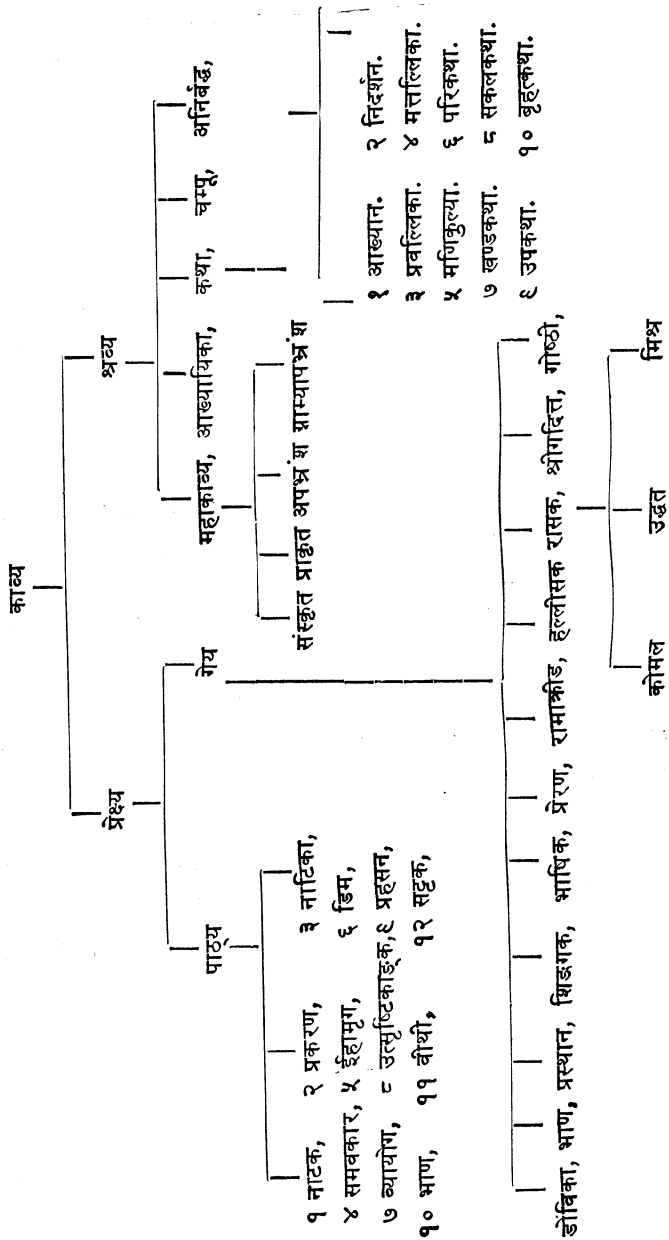 काव्य
प्रेक्ष्य श्रव्य
पाठ्य गेय महाकाव्य, आख्यायिका, कथा, चम्पू, अनिबद्ध,
१ नाटक, २ प्रकरण, ३ नाटिका,
४ समवकार, ५ ईहामृग, ६ डिम,
७ व्यायोग, ८ उत्सृष्टिकाङ्क, ९ प्रहसन,
१० भाण, ११ वीथी, १२ सट्टक,
संस्कृत प्राकृत अपभ्रंश ग्राम्यापभ्रंश
१ आख्यान. २ निदर्शन.
३ प्रवल्लिका. ४ मत्तल्लिका.
५ मणिकुल्या. ६ परिकथा.
७ खण्डकथा. ८ सकलकथा.
९ उपकथा. १० बृहत्कथा.
डोंबिका, भाण, प्रस्थान, शिङगक, भाषिक, प्रेरण, रामाक्रीड, हल्लीसक रासक, श्रीगदित्त, गोष्ठी,
कोमल उद्धत मिश्र